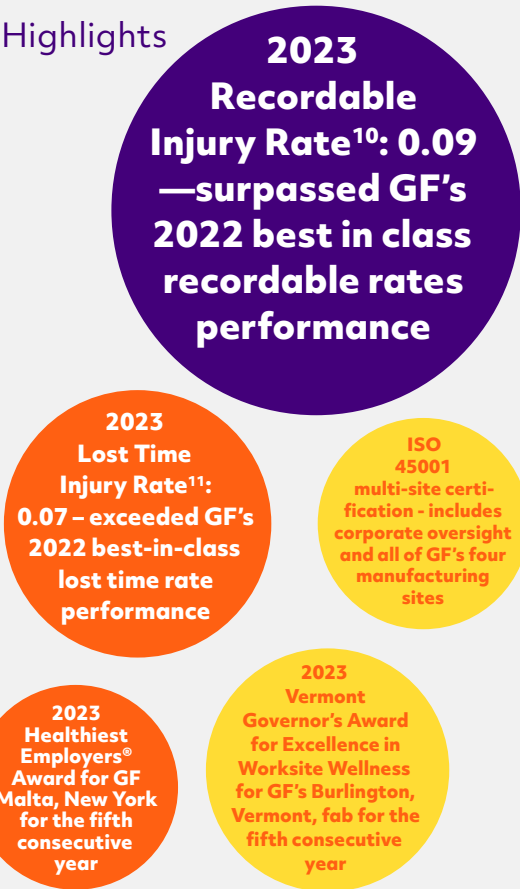 Highlights
2023
Recordable
Injury Rate¹⁰: 0.09
—surpassed GF’s
2022 best in class
recordable rates
performance
2023
Lost Time
Injury Rate¹¹:
0.07 – exceeded GF’s
2022 best-in-class
lost time rate
performance
ISO
45001
multi-site certi-
fication - includes
corporate oversight
and all of GF’s four
manufacturing
sites
2023
Healthiest
Employers®
Award for GF
Malta, New York
for the fifth
consecutive
year
2023
Vermont
Governor’s Award
for Excellence in
Worksite Wellness
for GF’s Burlington,
Vermont, fab for the
fifth consecutive
year